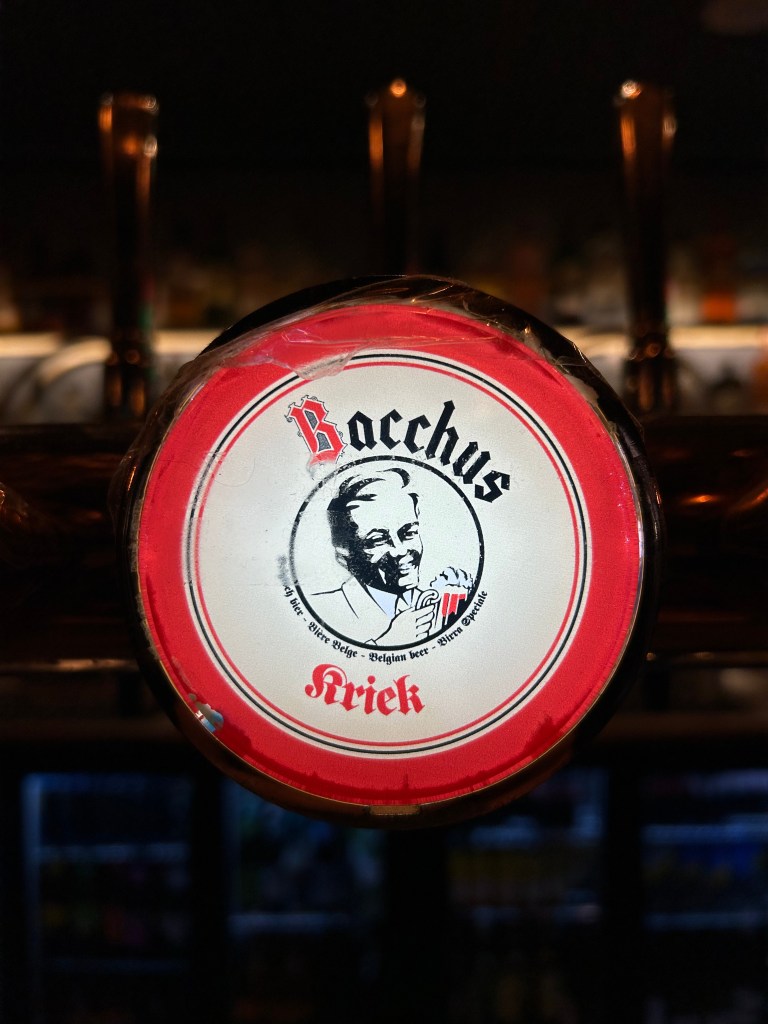 Bacchus
bier - Bière Belge - Belgian beer - Birra Speciale
Kriek